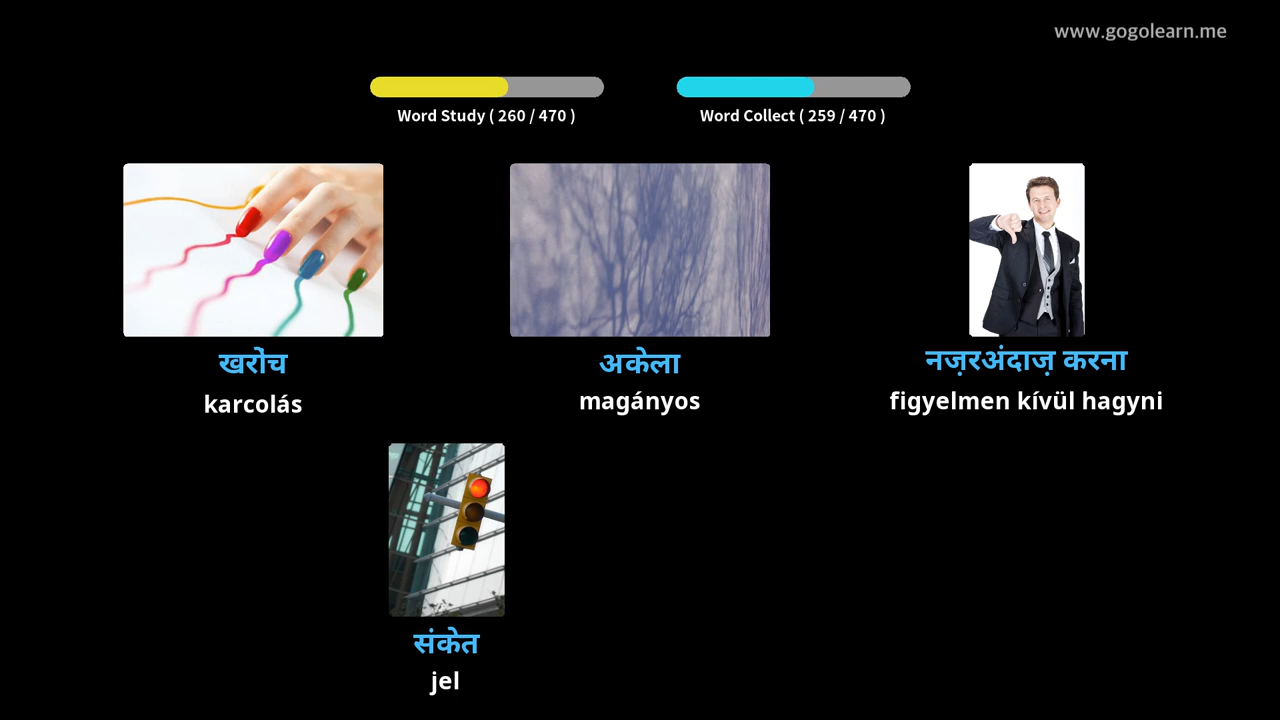 www.gogolearn.me
Word Study ( 260 / 470 )
Word Collect ( 259 / 470 )
खरोंच
karcolás
अकेला
magányos
नज़रअंदाज़ करना
figyelmen kívül hagyni
संकेत
jel